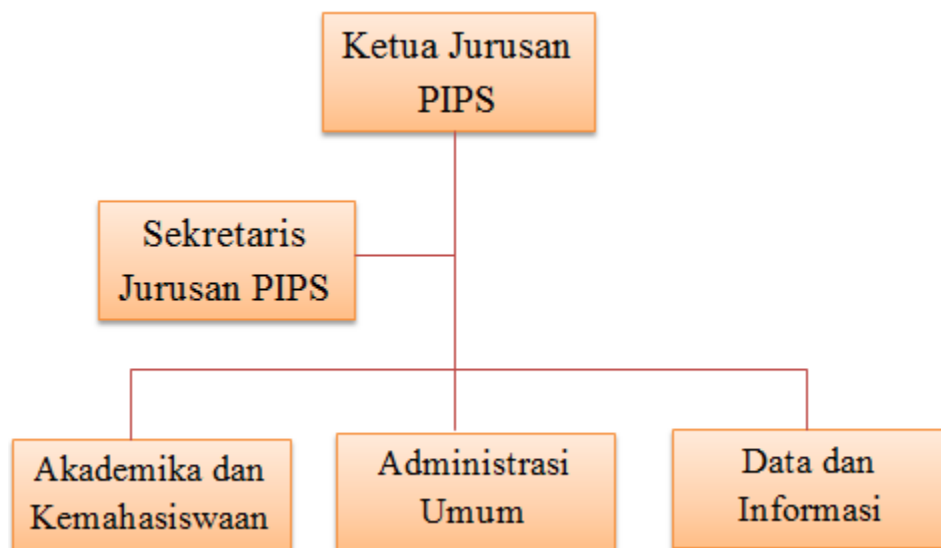 Ketua Jurusan
PIPS
Sekretaris
Jurusan PIPS
Akademika dan
Kemahasiswaan
Administrasi
Umum
Data dan
Informasi